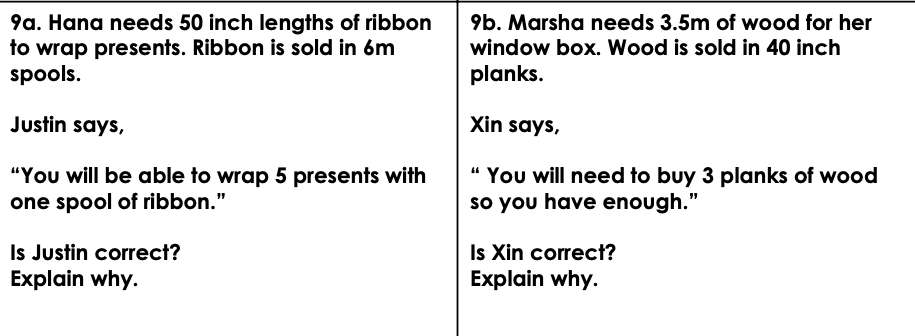 9a. Hana needs 50 inch lengths of ribbon
to wrap presents. Ribbon is sold in 6m
spools.
Justin says,
“You will be able to wrap 5 presents with
one spool of ribbon.”
Is Justin correct?
Explain why.
9b. Marsha needs 3.5m of wood for her
window box. Wood is sold in 40 inch
planks.
Xin says,
“ You will need to buy 3 planks of wood
so you have enough.”
Is Xin correct?
Explain why.